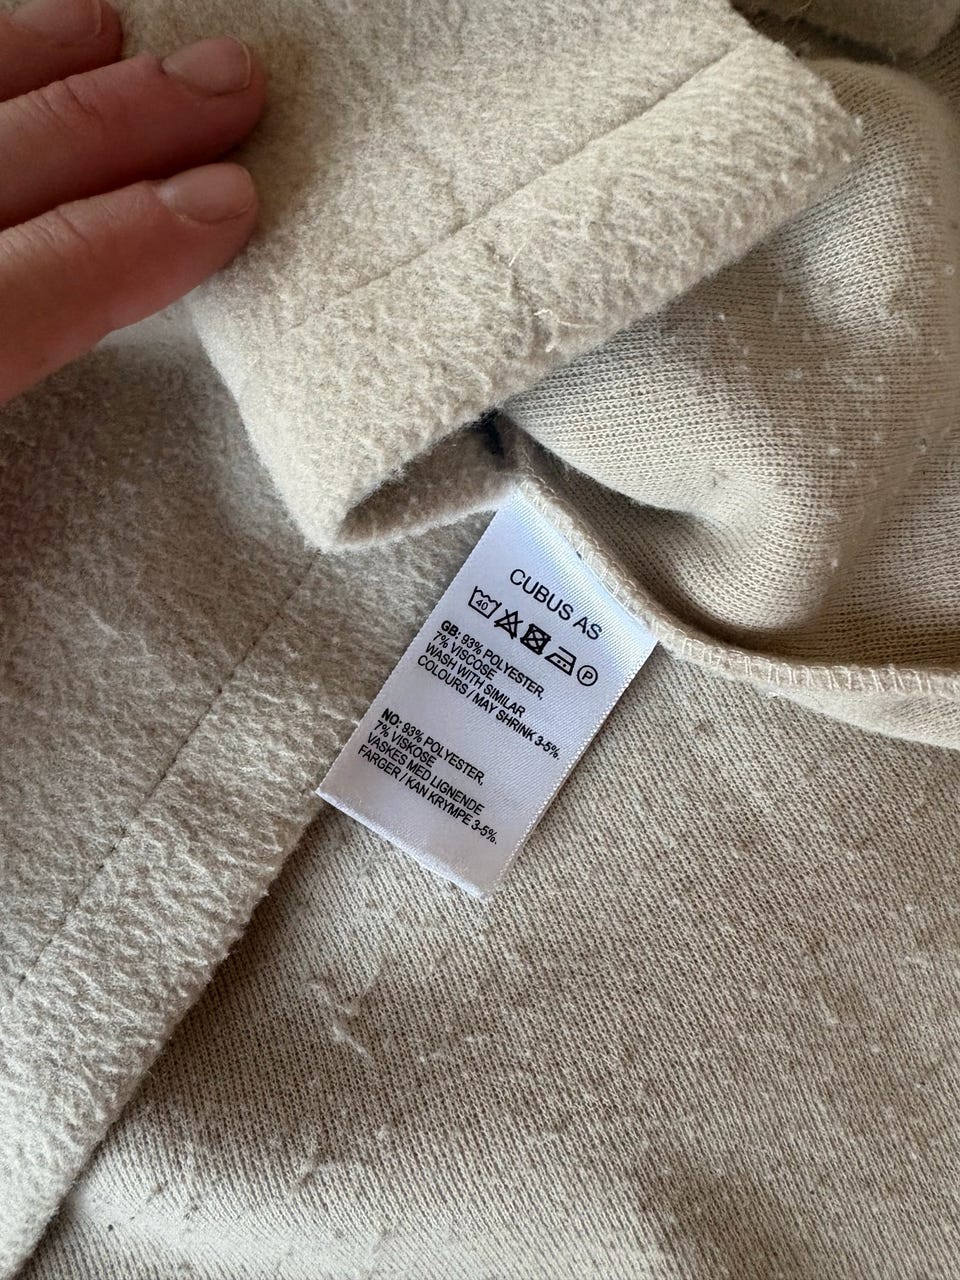 CUBUS AS
40 P
GB: 93% POLYESTER,
7% VISCOSE
WASH WITH SIMILAR
COLOURS / MAY SHRINK 3-5%.
NO: 93% POLYESTER,
7% VISKOSE
VASKES MED LIGNENDE
FARGER / KAN KRYMPE 3-5%.